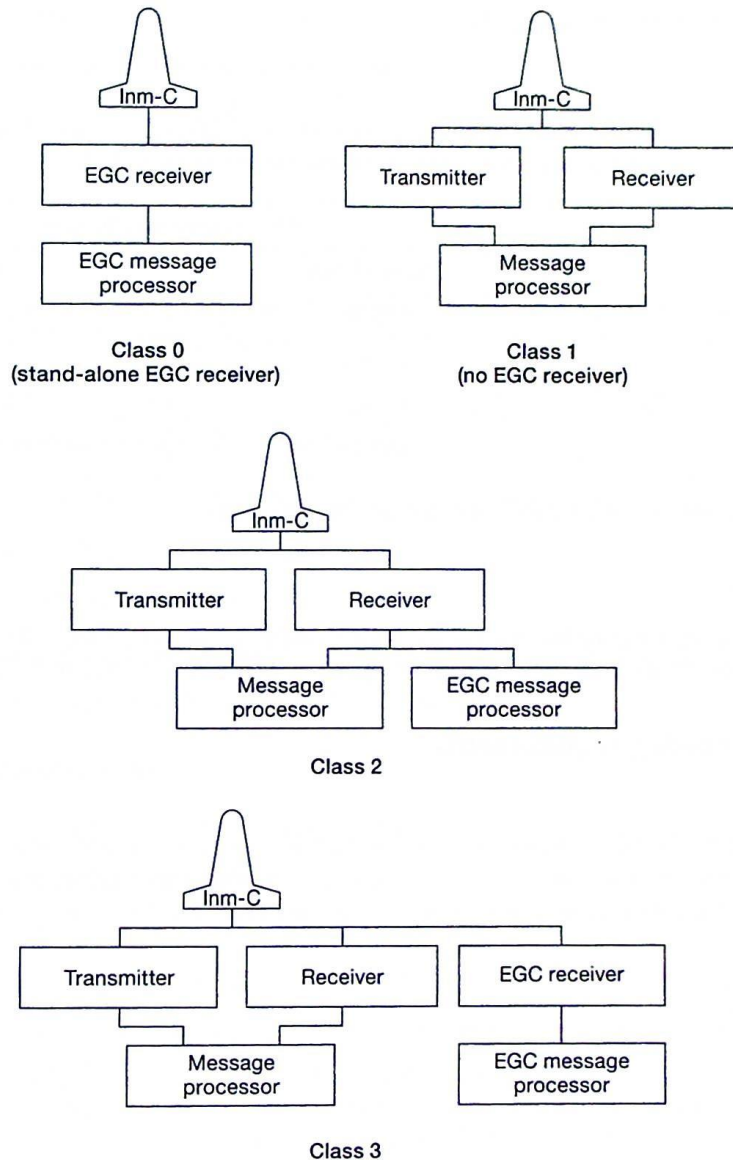 Inm-C
EGC receiver
EGC message
processor
Class 0
(stand-alone EGC receiver)
Inm-C
Transmitter
Receiver
Message
processor
Class 1
(no EGC receiver)
Inm-C
Transmitter
Receiver
Message
processor
EGC message
processor
Class 2
Inm-C
Transmitter
Receiver
EGC receiver
Message
processor
EGC message
processor
Class 3